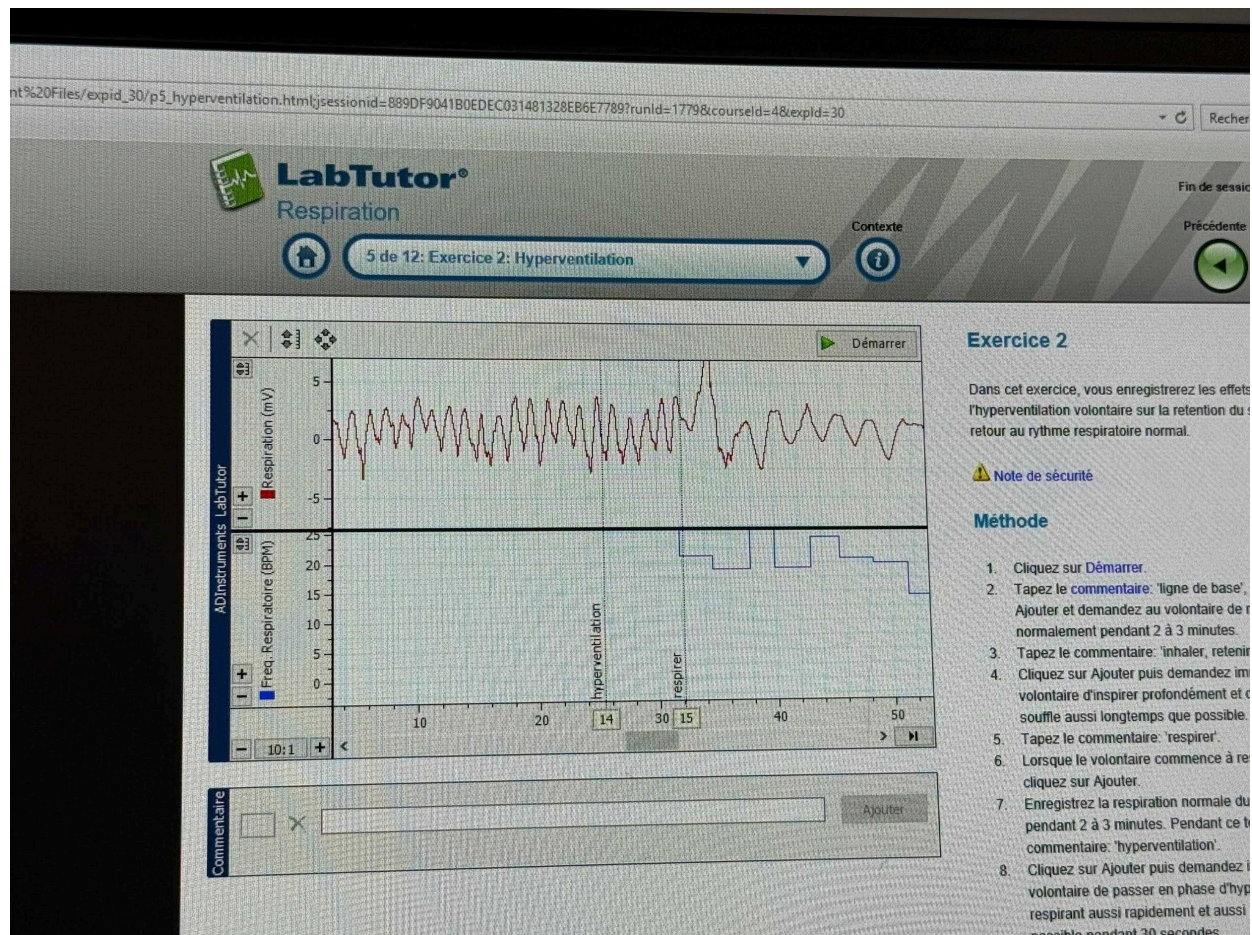 nt%20Files/expid_30/p5_hyperventilation.html;jsessionid=889DF9041B0EDEC031481328EB6E7789?runId=1779&courseId=4&expId=30
Recher
LabTutor®
Respiration
Fin de sessio
Contexte
Précédente
5 de 12: Exercice 2: Hyperventilation
Démarrer
ADInstruments LabTutor
Respiration (mV)
5
0
-5
Freq. Respiratoire (BPM)
25
20
15
10
5
0
hyperventilation
respirer
10
20
14
30
15
40
50
10:1
Commentaire
Ajouter
Exercice 2
Dans cet exercice, vous enregistrerez les effets
l'hyperventilation volontaire sur la retention du s
retour au rythme respiratoire normal.
Note de sécurité
Méthode
1. Cliquez sur Démarrer.
2. Tapez le commentaire: 'ligne de base',
Ajouter et demandez au volontaire de r
normalement pendant 2 à 3 minutes.
3. Tapez le commentaire: 'inhaler, retenir
4. Cliquez sur Ajouter puis demandez im
volontaire d'inspirer profondément et d
souffle aussi longtemps que possible.
5. Tapez le commentaire: 'respirer'.
6. Lorsque le volontaire commence à re
cliquez sur Ajouter.
7. Enregistrez la respiration normale du
pendant 2 à 3 minutes. Pendant ce t
commentaire: 'hyperventilation'.
8. Cliquez sur Ajouter puis demandez i
volontaire de passer en phase d'hyp
respirant aussi rapidement et aussi
possible pendant 20 secondes